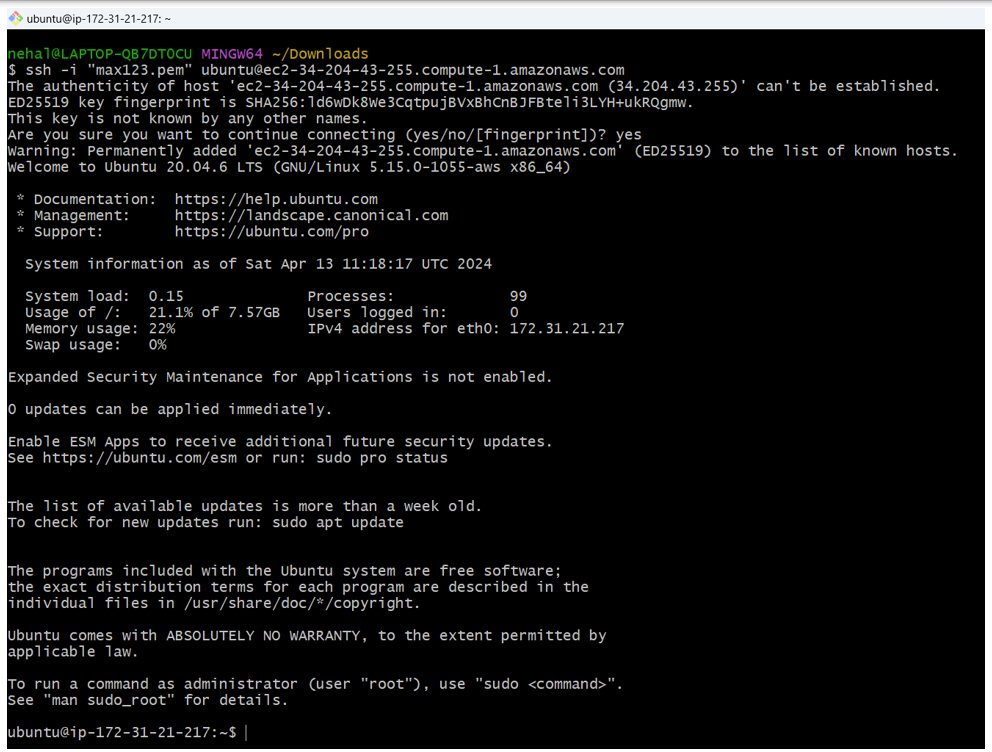 ubuntu@ip-172-31-21-217: ~
nehal@LAPTOP-QB7DT0CU MINGW64 ~/Downloads
$ ssh -i "max123.pem" ubuntu@ec2-34-204-43-255.compute-1.amazonaws.com
The authenticity of host 'ec2-34-204-43-255.compute-1.amazonaws.com (34.204.43.255)' can't be established.
ED25519 key fingerprint is SHA256:ld6wDk8We3CqtpujBVxBhCnBJFBteli3LYH+ukRQgmw.
This key is not known by any other names.
Are you sure you want to continue connecting (yes/no/[fingerprint])? yes
Warning: Permanently added 'ec2-34-204-43-255.compute-1.amazonaws.com' (ED25519) to the list of known hosts.
Welcome to Ubuntu 20.04.6 LTS (GNU/Linux 5.15.0-1055-aws x86_64)
* Documentation:  https://help.ubuntu.com
* Management:     https://landscape.canonical.com
* Support:        https://ubuntu.com/pro
System information as of Sat Apr 13 11:18:17 UTC 2024
System load:  0.15              Processes:             99
Usage of /:   21.1% of 7.57GB   Users logged in:       0
Memory usage: 22%               IPv4 address for eth0: 172.31.21.217
Swap usage:   0%
Expanded Security Maintenance for Applications is not enabled.
0 updates can be applied immediately.
Enable ESM Apps to receive additional future security updates.
See https://ubuntu.com/esm or run: sudo pro status
The list of available updates is more than a week old.
To check for new updates run: sudo apt update
The programs included with the Ubuntu system are free software;
the exact distribution terms for each program are described in the
individual files in /usr/share/doc/*/copyright.
Ubuntu comes with ABSOLUTELY NO WARRANTY, to the extent permitted by
applicable law.
To run a command as administrator (user "root"), use "sudo <command>".
See "man sudo_root" for details.
ubuntu@ip-172-31-21-217:~$